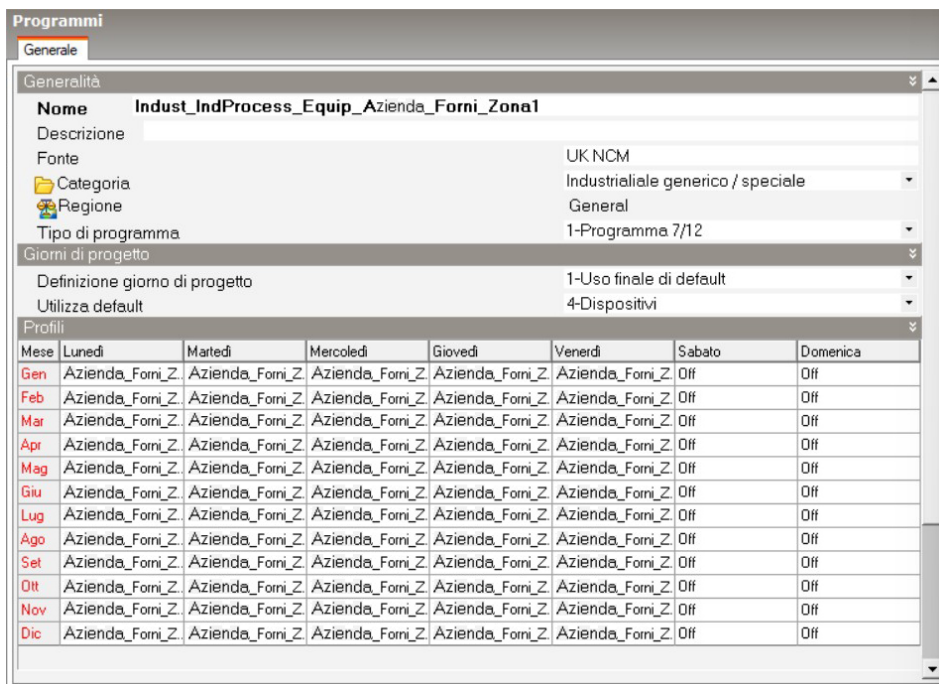 Programmi
Generale
Generalità
Nome Indust_IndProcess_Equip_Azienda_Forni_Zona1
Descrizione
Fonte UK NCM
Categoria Industrialiale generico / speciale
Regione General
Tipo di programma 1-Programma 7/12
Giorni di progetto
Definizione giorno di progetto 1-Uso finale di default
Utilizza default 4-Dispositivi
Profili
Mese Lunedì Martedì Mercoledì Giovedì Venerdì Sabato Domenica
Gen Azienda_Forni_Z. Azienda_Forni_Z. Azienda_Forni_Z. Azienda_Forni_Z. Azienda_Forni_Z. Off Off
Feb Azienda_Forni_Z. Azienda_Forni_Z. Azienda_Forni_Z. Azienda_Forni_Z. Azienda_Forni_Z. Off Off
Mar Azienda_Forni_Z. Azienda_Forni_Z. Azienda_Forni_Z. Azienda_Forni_Z. Azienda_Forni_Z. Off Off
Apr Azienda_Forni_Z. Azienda_Forni_Z. Azienda_Forni_Z. Azienda_Forni_Z. Azienda_Forni_Z. Off Off
Mag Azienda_Forni_Z. Azienda_Forni_Z. Azienda_Forni_Z. Azienda_Forni_Z. Azienda_Forni_Z. Off Off
Giu Azienda_Forni_Z. Azienda_Forni_Z. Azienda_Forni_Z. Azienda_Forni_Z. Azienda_Forni_Z. Off Off
Lug Azienda_Forni_Z. Azienda_Forni_Z. Azienda_Forni_Z. Azienda_Forni_Z. Azienda_Forni_Z. Off Off
Ago Azienda_Forni_Z. Azienda_Forni_Z. Azienda_Forni_Z. Azienda_Forni_Z. Azienda_Forni_Z. Off Off
Set Azienda_Forni_Z. Azienda_Forni_Z. Azienda_Forni_Z. Azienda_Forni_Z. Azienda_Forni_Z. Off Off
Ott Azienda_Forni_Z. Azienda_Forni_Z. Azienda_Forni_Z. Azienda_Forni_Z. Azienda_Forni_Z. Off Off
Nov Azienda_Forni_Z. Azienda_Forni_Z. Azienda_Forni_Z. Azienda_Forni_Z. Azienda_Forni_Z. Off Off
Dic Azienda_Forni_Z. Azienda_Forni_Z. Azienda_Forni_Z. Azienda_Forni_Z. Azienda_Forni_Z. Off Off